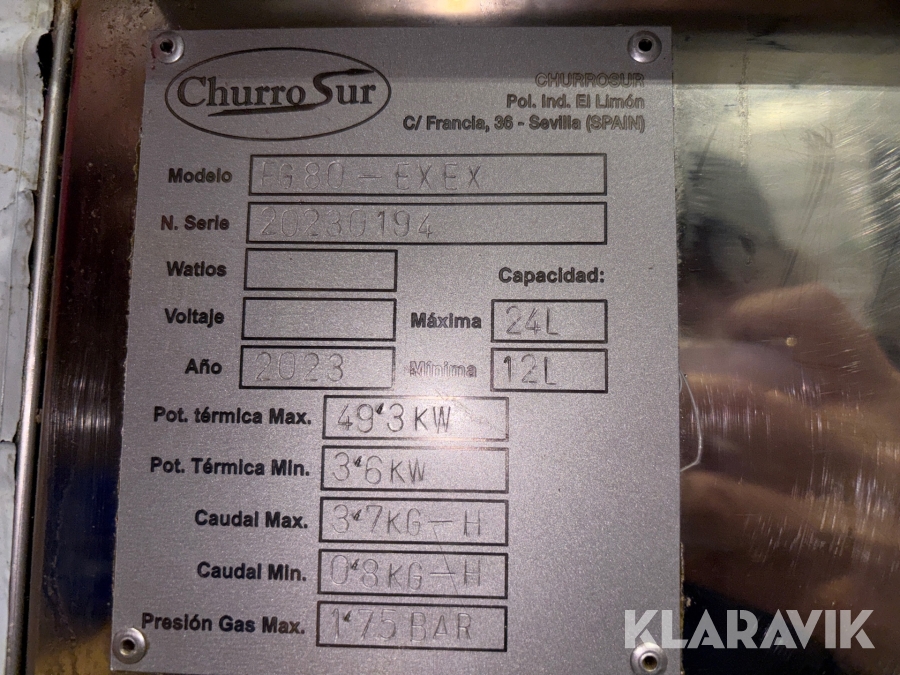 ChurroSur
CHURROSUR
Pol. Ind. El Limón
C/ Francia, 36 - Sevilla (SPAIN)
Modelo FG80-EXEX
N. Serie 20230194
Watios
Capacidad:
Voltaje
Máxima 24L
Año 2023
Mínima 12L
Pot. térmica Max. 49'3KW
Pot. Térmica Min. 3'6KW
Caudal Max. 3'7KG-H
Caudal Min. 0'8KG-H
Presión Gas Max. 1'75BAR
KLARAVIK